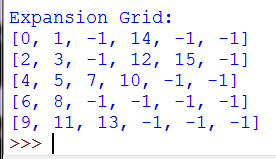 Expansion Grid:
[0, 1, -1, 14, -1, -1]
[2, 3, -1, 12, 15, -1]
[4, 5, 7, 10, -1, -1]
[6, 8, -1, -1, -1, -1]
[9, 11, 13, -1, -1, -1]
>>>